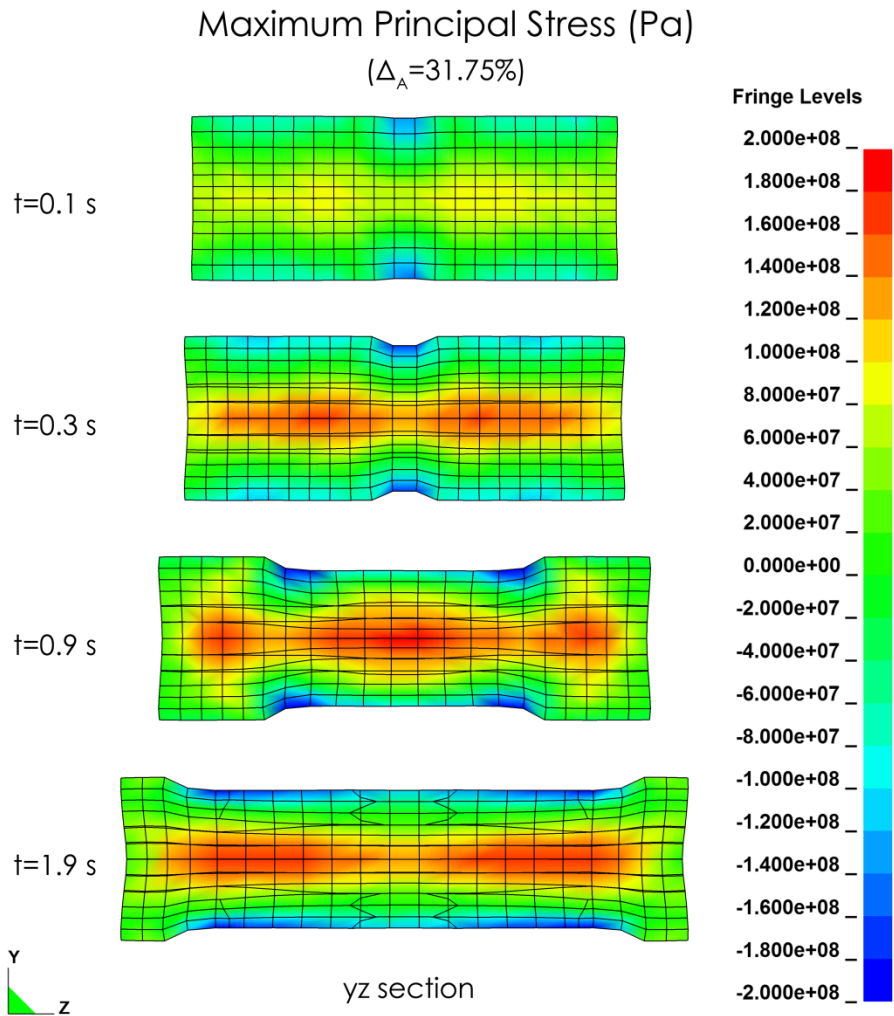 Maximum Principal Stress (Pa)
(Δ_A=31.75%)
Fringe Levels
2.000e+08
1.800e+08
1.600e+08
1.400e+08
1.200e+08
1.000e+08
8.000e+07
6.000e+07
4.000e+07
2.000e+07
0.000e+00
-2.000e+07
-4.000e+07
-6.000e+07
-8.000e+07
-1.000e+08
-1.200e+08
-1.400e+08
-1.600e+08
-1.800e+08
-2.000e+08
t=0.1 s
t=0.3 s
t=0.9 s
t=1.9 s
Y
Z
yz section